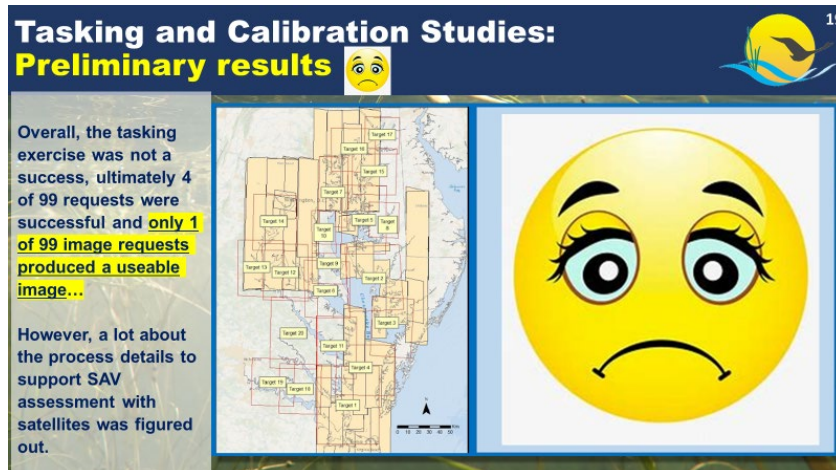 Tasking and Calibration Studies:
Preliminary results
Overall, the tasking
exercise was not a
success, ultimately 4
of 99 requests were
successful and only 1
of 99 image requests
produced a useable
image…
However, a lot about
the process details to
support SAV
assessment with
satellites was figured
out.
Target 17
Target 16
Target 15
Target 7
Target 14
Target 5
Target 10
Target 13
Target 12
Target 9
Target 2
Target 6
Target 3
Target 20
Target 11
Target 4
Target 19
Target 18
Target 1